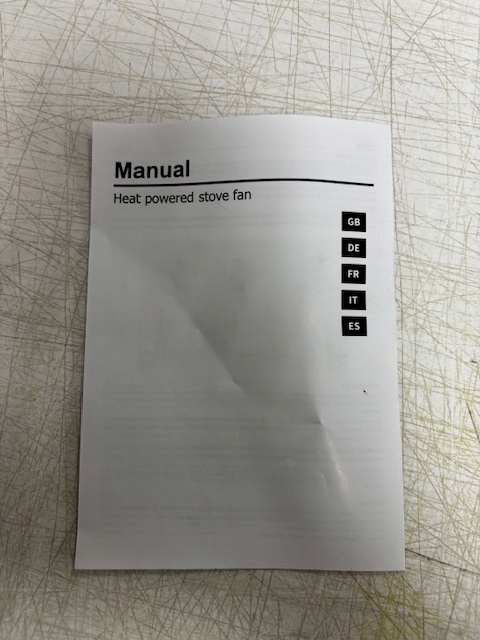 Manual
Heat powered stove fan
GB
DE
FR
IT
ES